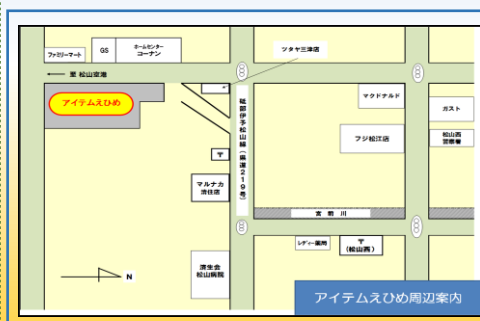 ファミリーマート
GS
ホームセンター
コーナン
ツタヤ三津店
← 至 松山空港
アイテムえひめ
マクドナルド
ガスト
砥部伊予松山線(県道219号)
フジ松江店
松山西
警察署
〒
マルナカ
済住店
宮前川
レディー薬局
〒
(松山西)
済生会
松山病院
N
アイテムえひめ周辺案内